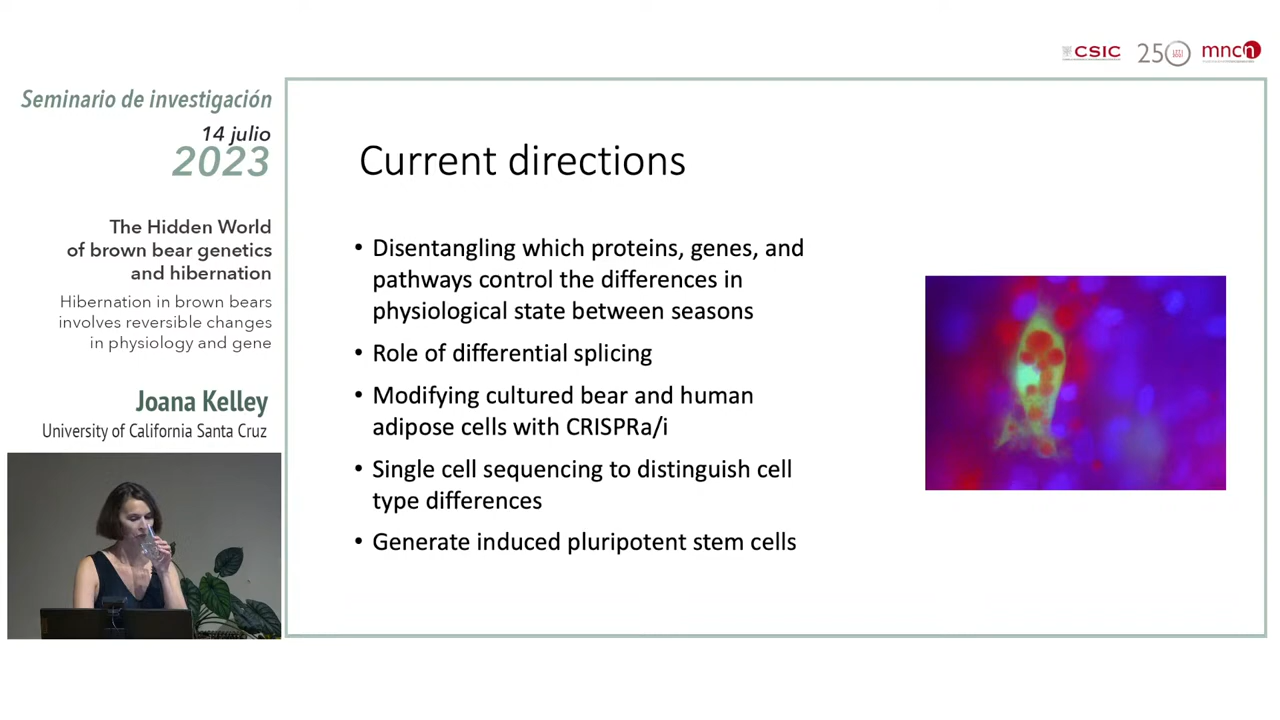 CSIC
250
mncn
Seminario de investigación
14 julio
2023
The Hidden World
of brown bear genetics
and hibernation
Hibernation in brown bears
involves reversible changes
in physiology and gene
Joana Kelley
University of California Santa Cruz
Current directions
• Disentangling which proteins, genes, and
pathways control the differences in
physiological state between seasons
• Role of differential splicing
• Modifying cultured bear and human
adipose cells with CRISPRa/i
• Single cell sequencing to distinguish cell
type differences
• Generate induced pluripotent stem cells